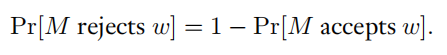 Pr[M rejects w] = 1 − Pr[M accepts w].